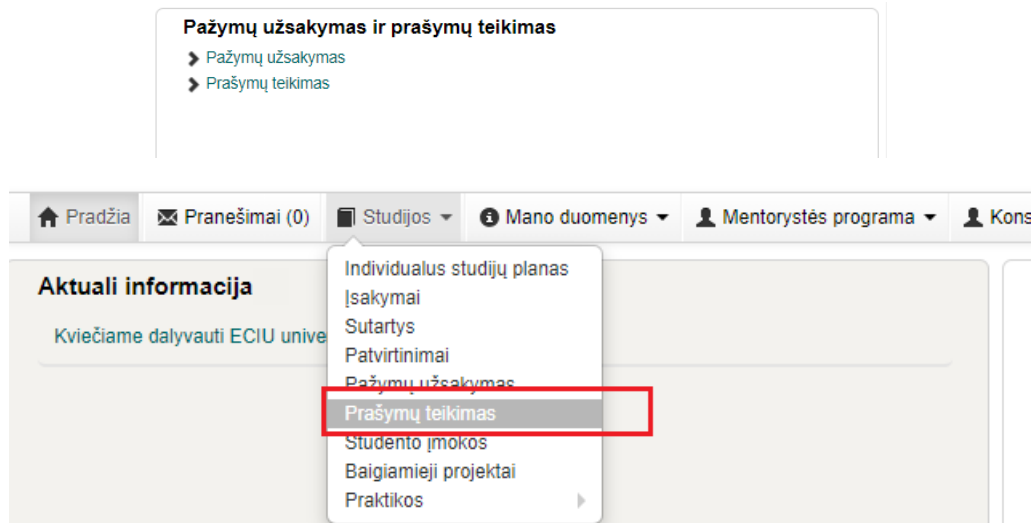 Pažymų užsakymas ir prašymų teikimas
Pažymų užsakymas
Prašymų teikimas
Pradžia Pranešimai (0) Studijos Mano duomenys Mentorystės programa Kons
Aktuali informacija
Kviečiame dalyvauti ECIU unive
Individualus studijų planas
Įsakymai
Sutartys
Patvirtinimai
Pažymų užsakymas
Prašymų teikimas
Studento įmokos
Baigiamieji projektai
Praktikos